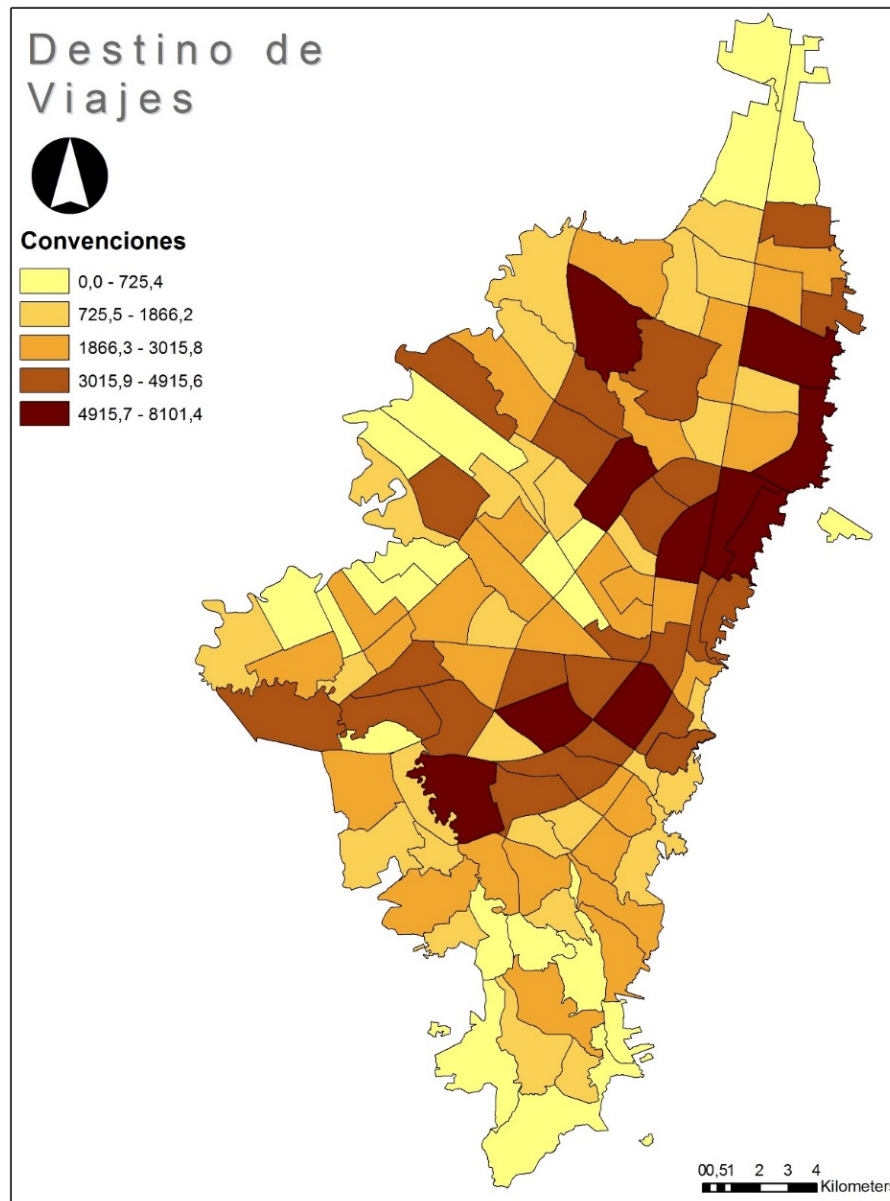 Destino de
Viajes
Convenciones
0,0 - 725,4
725,5 - 1866,2
1866,3 - 3015,8
3015,9 - 4915,6
4915,7 - 8101,4
00,51 2 3 4
Kilometers